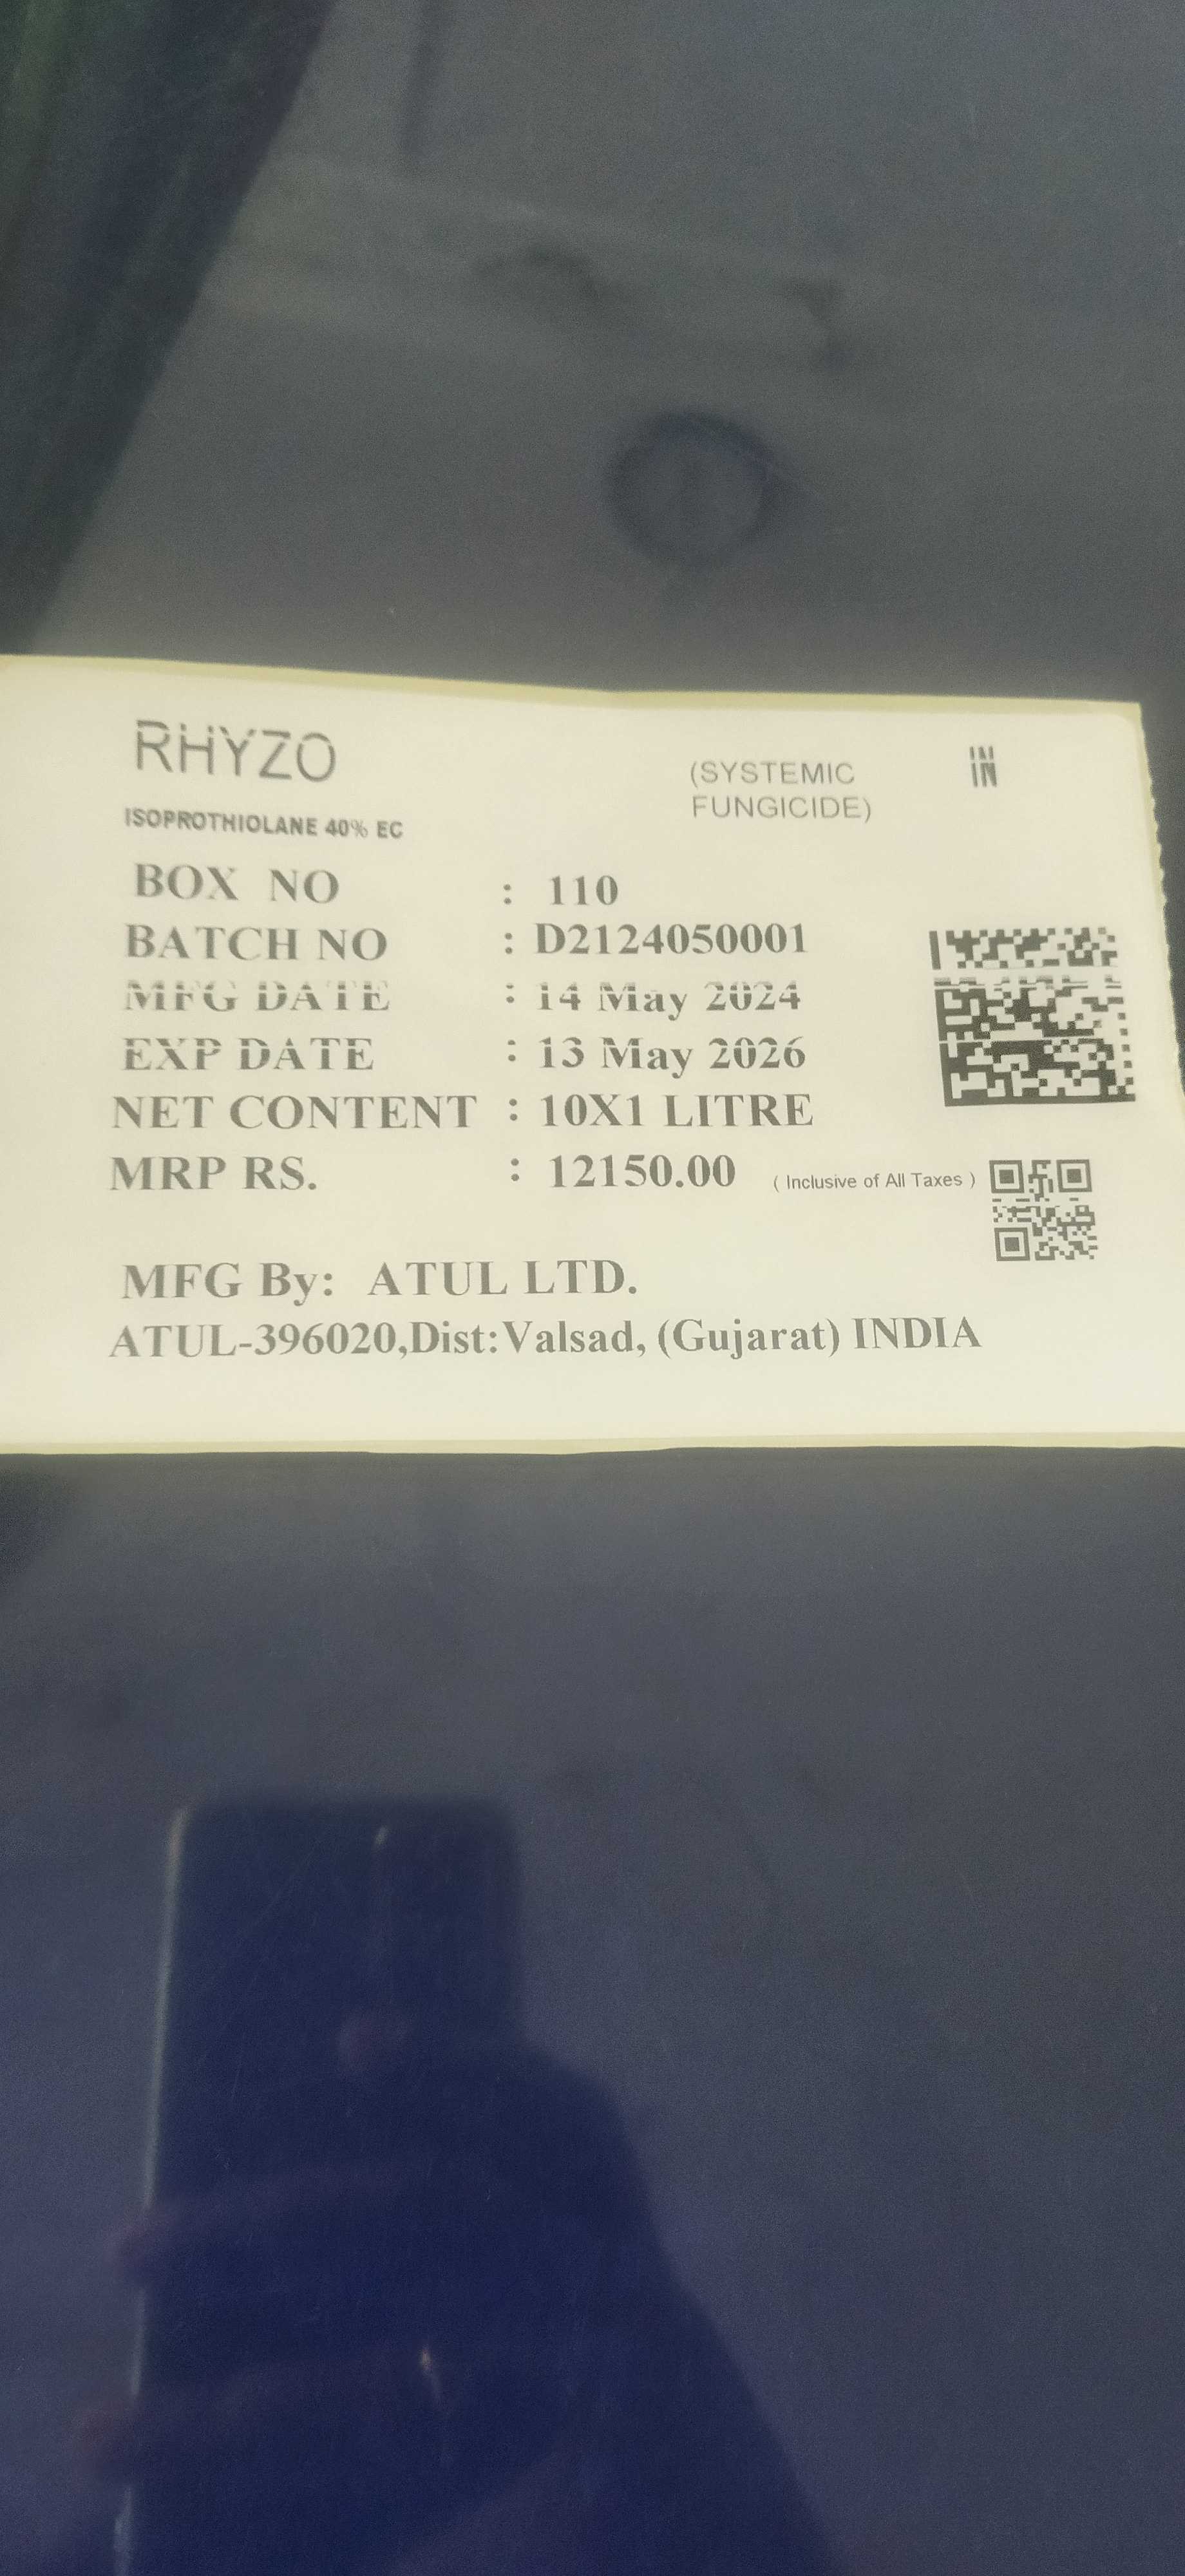 RHYZO
(SYSTEMIC
FUNGICIDE)
IN
ISOPROTHIOLANE 40% EC
BOX NO : 110
BATCH NO : D2124050001
MFG DATE : 14 May 2024
EXP DATE : 13 May 2026
NET CONTENT : 10X1 LITRE
MRP RS. : 12150.00 ( Inclusive of All Taxes )
MFG By: ATUL LTD.
ATUL-396020,Dist:Valsad, (Gujarat) INDIA